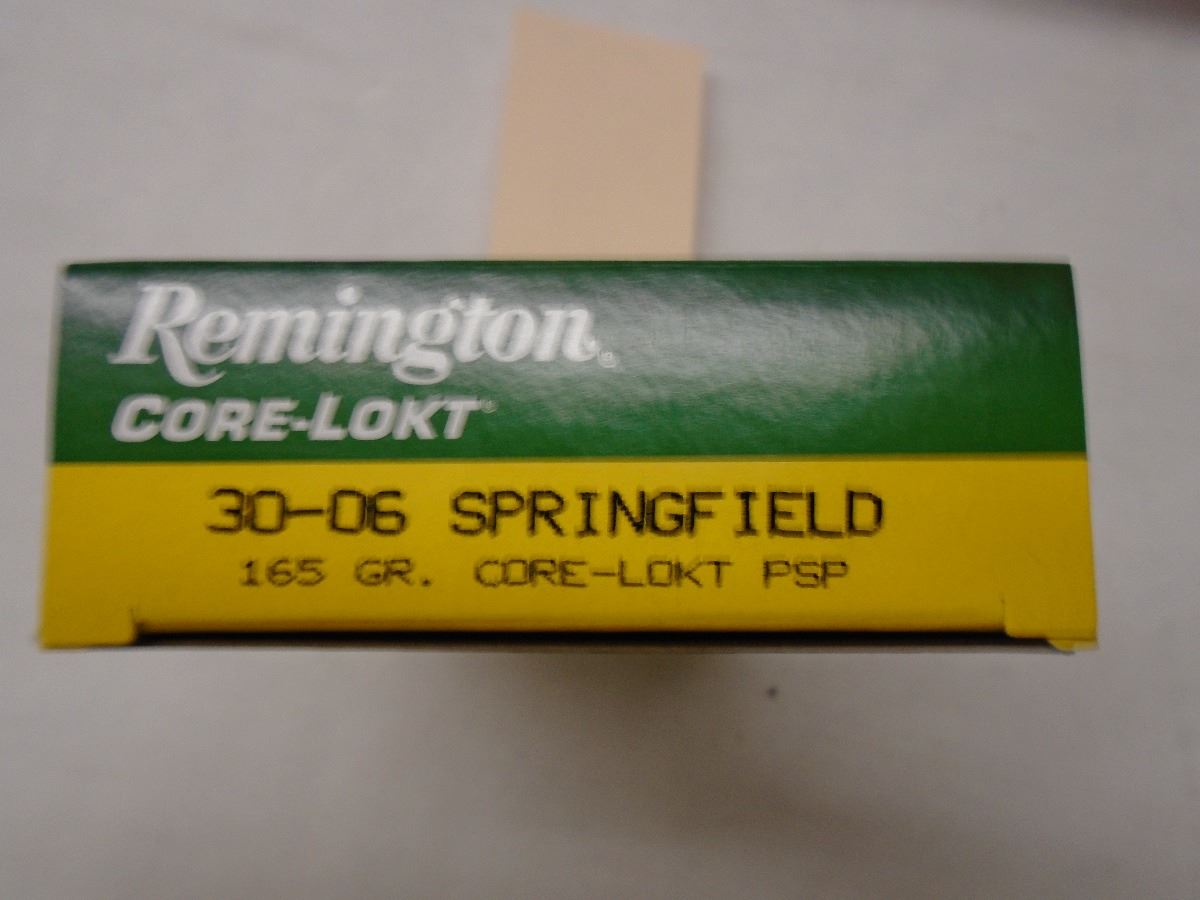 Remington®
CORE-LOKT®
30-06 SPRINGFIELD
165 GR. CORE-LOKT PSP